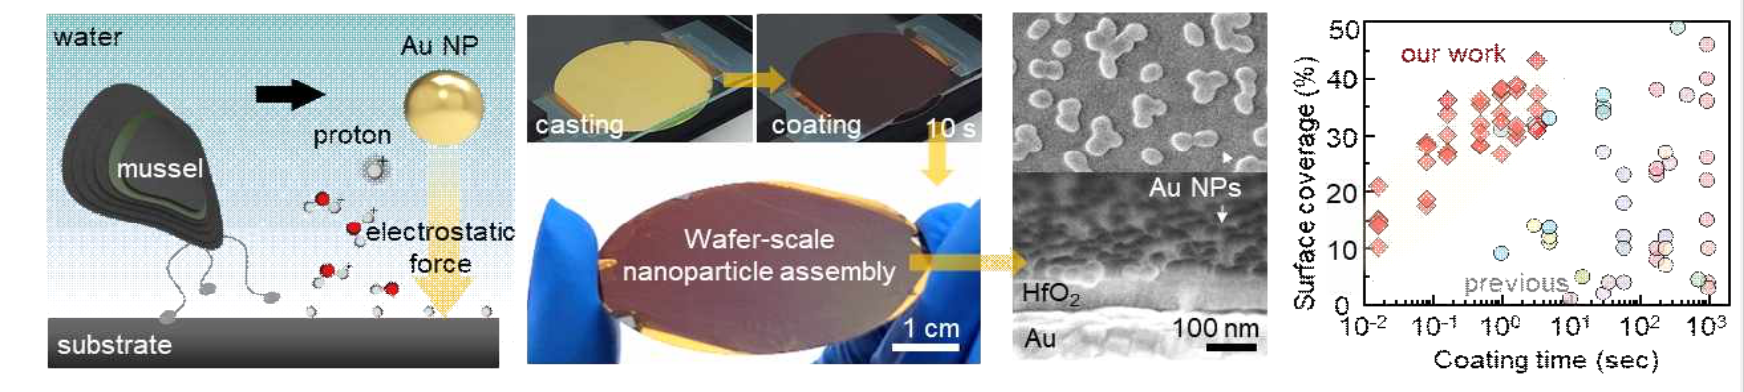 water
Au NP
proton
+
mussel
-
+
electrostatic
force
+
substrate
casting
coating
10 s
Wafer-scale
nanoparticle assembly
1 cm
Au NPs
HfO₂
Au
100 nm
our work
previous
Surface coverage (%)
50
40
30
20
10
0
10⁻² 10⁻¹ 10⁰ 10¹ 10² 10³
Coating time (sec)